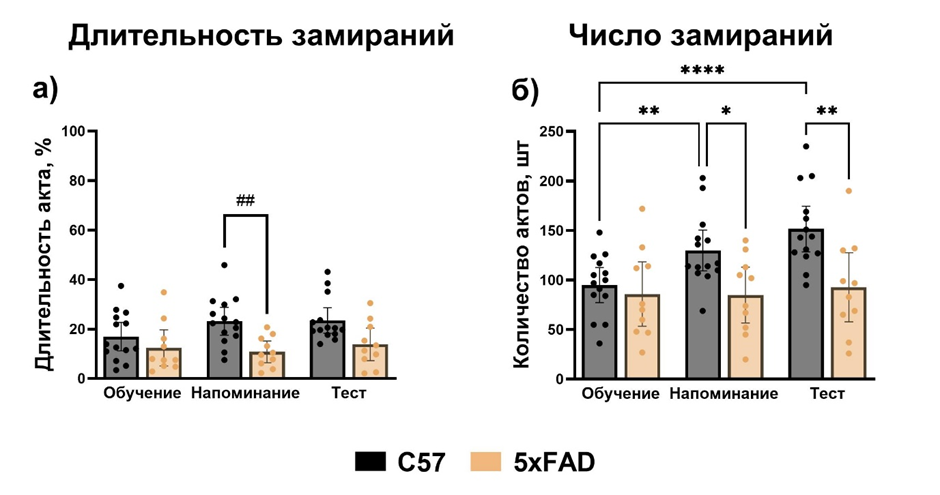 Длительность замираний
Число замираний
а)
б)
Длительность акта, %
100
80
60
40
20
0
##
Обучение Напоминание Тест
Количество актов, шт
250
200
150
100
50
0
****
** * **
Обучение Напоминание Тест
C57 5xFAD